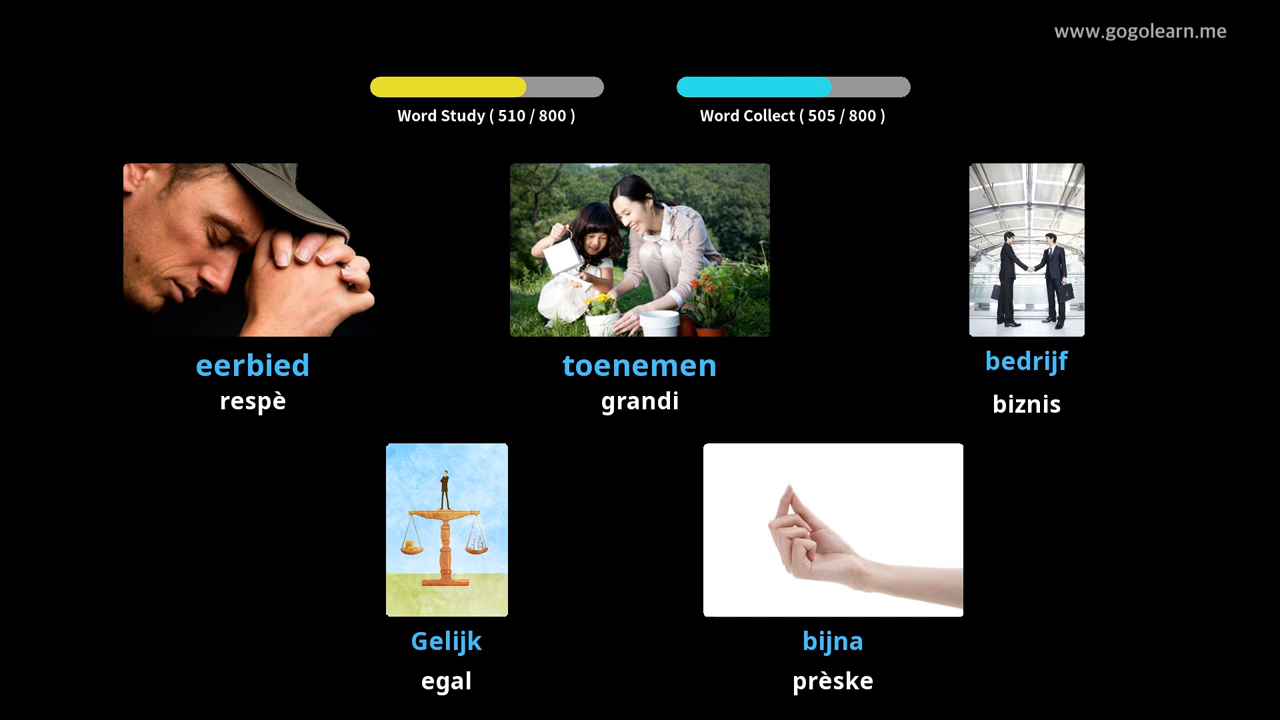 www.gogolearn.me
Word Study ( 510 / 800 )
Word Collect ( 505 / 800 )
eerbied
respè
toenemen
grandi
bedrijf
biznis
Gelijk
egal
bijna
prèske